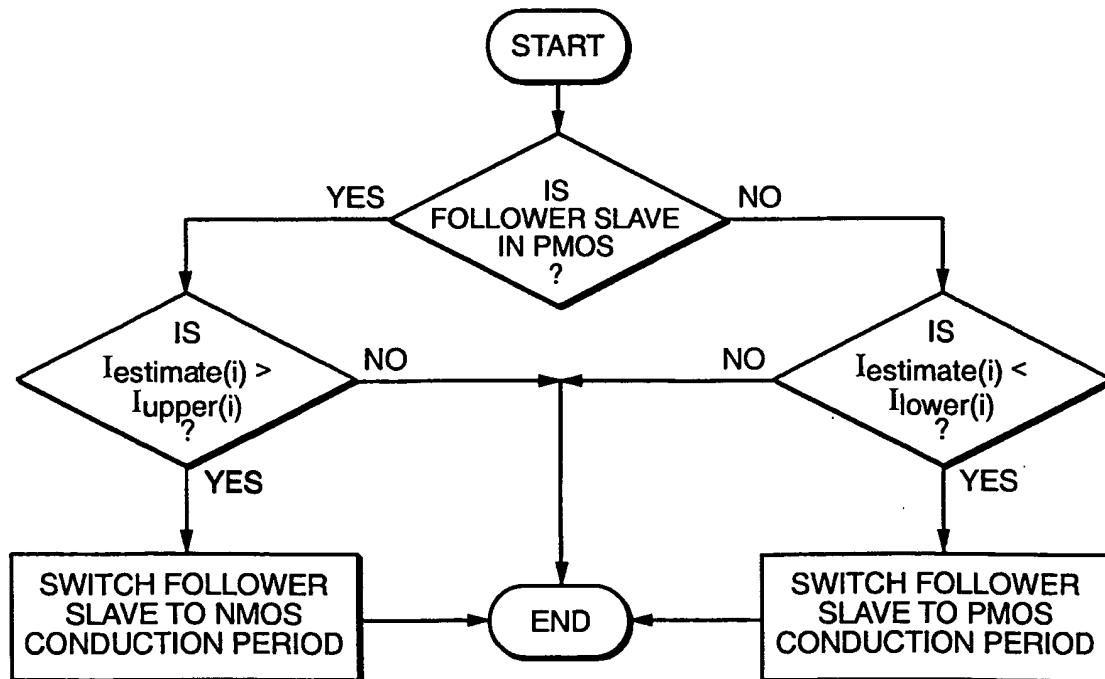 START
YES
IS
FOLLOWER SLAVE
IN PMOS
?
NO
IS
Iestimate(i) >
Iupper(i)
?
NO
YES
NO
IS
Iestimate(i) <
Ilower(i)
?
YES
SWITCH FOLLOWER
SLAVE TO NMOS
CONDUCTION PERIOD
END
SWITCH FOLLOWER
SLAVE TO PMOS
CONDUCTION PERIOD